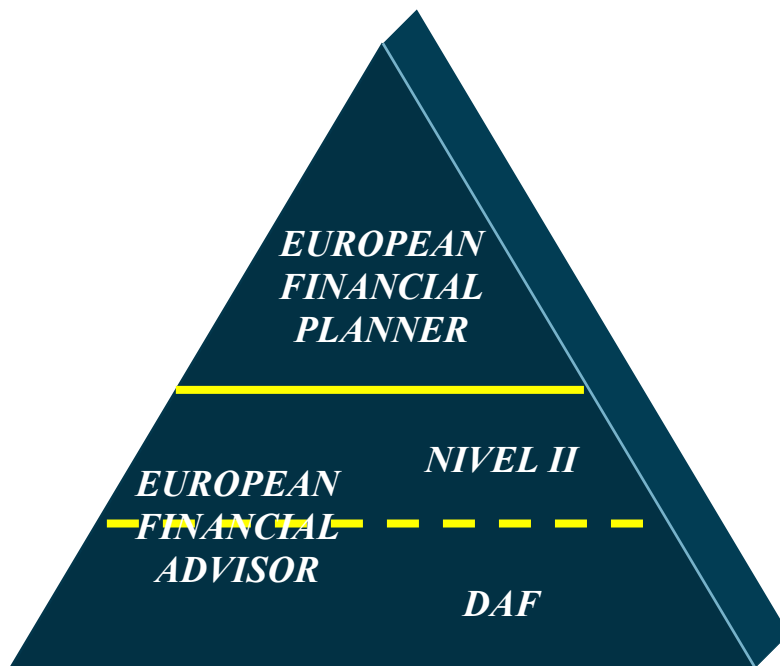 EUROPEAN
FINANCIAL
PLANNER
NIVEL II
EUROPEAN
FINANCIAL
ADVISOR
DAF